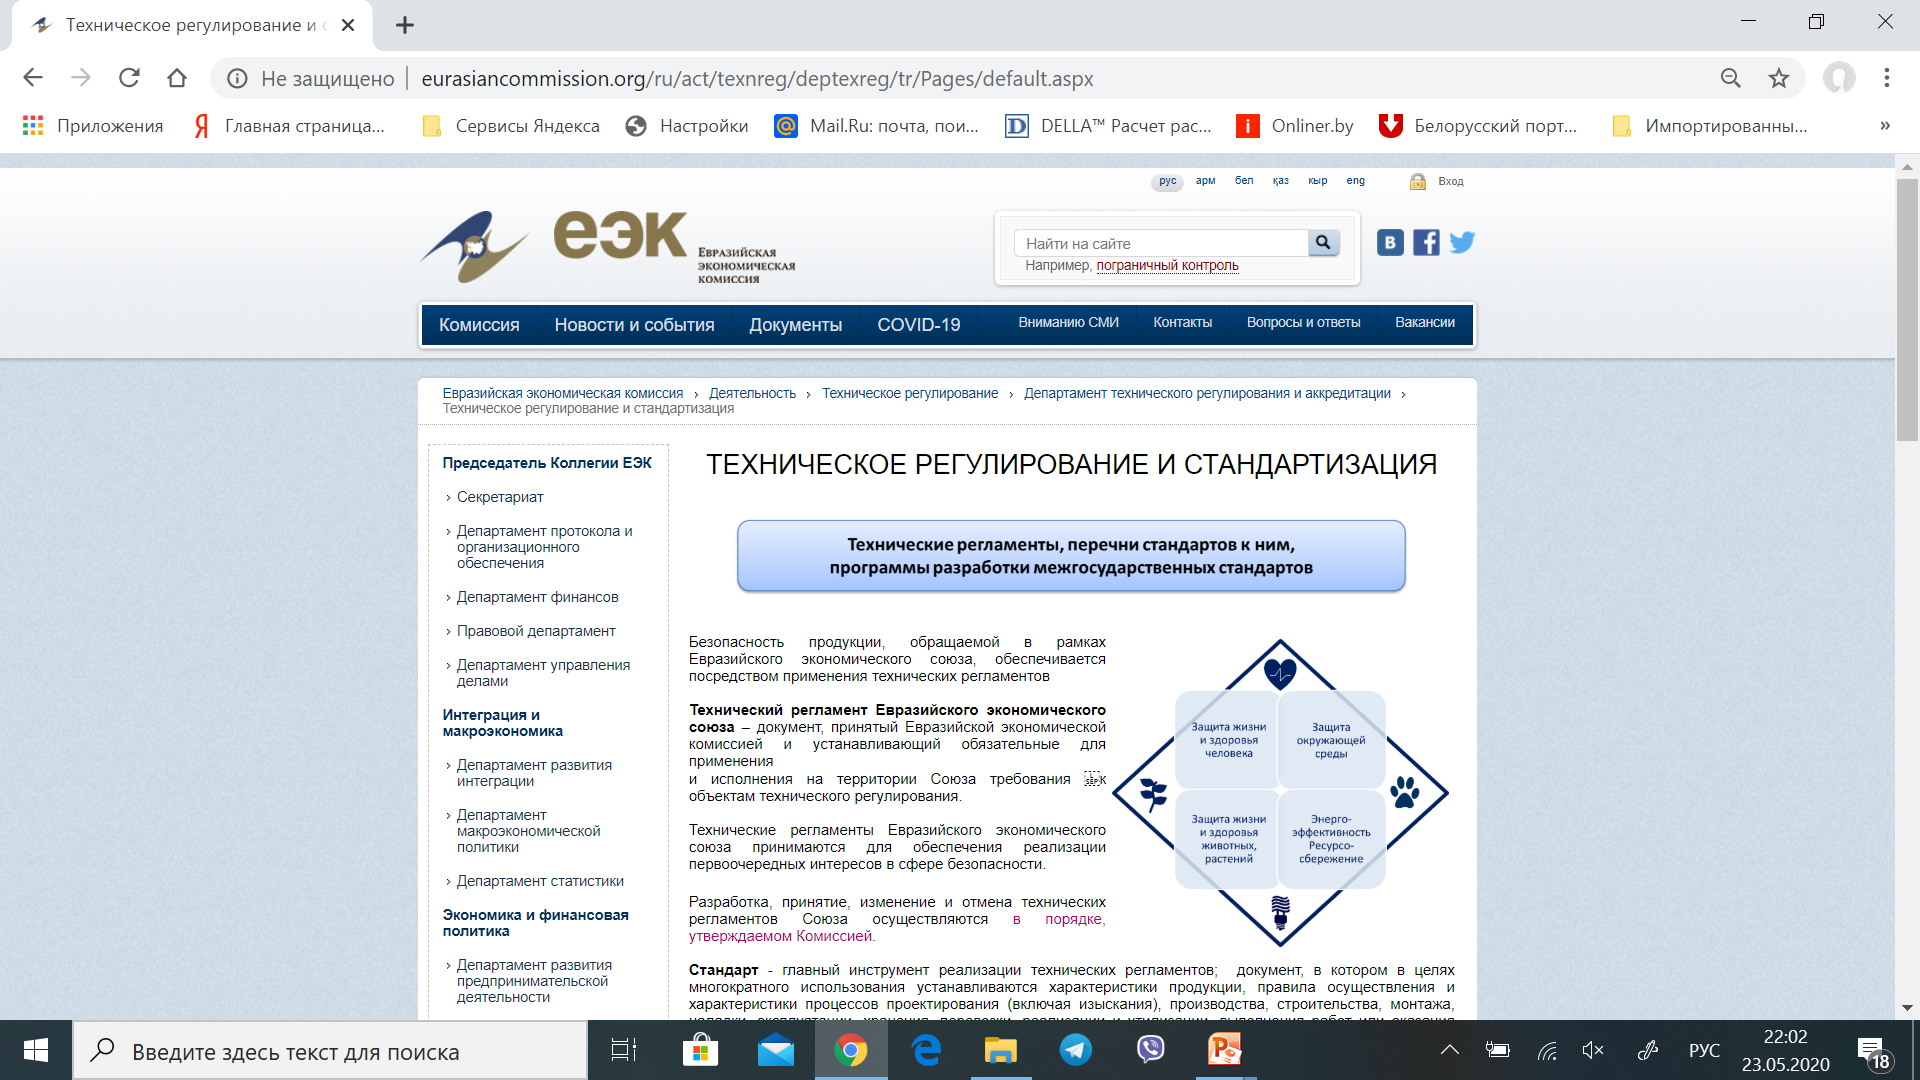 Техническое регулирование и с
Не защищено
eurasiancommission.org/ru/act/texnreg/deptexreg/tr/Pages/default.aspx
Приложения
Главная страница...
Сервисы Яндекса
Настройки
Mail.Ru: почта, пои...
DELLA™ Расчет рас...
Onliner.by
Белорусский порт...
Импортированны...
»
рус арм бел қаз кыр eng Вход
ЕЭК
Евразийская
экономическая
комиссия
Найти на сайте
Например, пограничный контроль
Комиссия Новости и события Документы COVID-19 Вниманию СМИ Контакты Вопросы и ответы Вакансии
Евразийская экономическая комиссия › Деятельность › Техническое регулирование › Департамент технического регулирования и аккредитации ›
Техническое регулирование и стандартизация
Председатель Коллегии ЕЭК
› Секретариат
› Департамент протокола и
организационного
обеспечения
› Департамент финансов
› Правовой департамент
› Департамент управления
делами
Интеграция и
макроэкономика
› Департамент развития
интеграции
› Департамент
макроэкономической
политики
› Департамент статистики
Экономика и финансовая
политика
› Департамент развития
предпринимательской
деятельности
ТЕХНИЧЕСКОЕ РЕГУЛИРОВАНИЕ И СТАНДАРТИЗАЦИЯ
Технические регламенты, перечни стандартов к ним,
программы разработки межгосударственных стандартов
Безопасность продукции, обращаемой в рамках
Евразийского экономического союза, обеспечивается
посредством применения технических регламентов
Технический регламент Евразийского экономического
союза – документ, принятый Евразийской экономической
комиссией и устанавливающий обязательные для
применения
и исполнения на территории Союза требования к
объектам технического регулирования.
Технические регламенты Евразийского экономического
союза принимаются для обеспечения реализации
первоочередных интересов в сфере безопасности.
Разработка, принятие, изменение и отмена технических
регламентов Союза осуществляются в порядке,
утверждаемом Комиссией.
Защита жизни
и здоровья
человека
Защита
окружающей
среды
Защита жизни
и здоровья
животных,
растений
Энерго-
эффективность
Ресурсо-
сбережение
Стандарт - главный инструмент реализации технических регламентов; документ, в котором в целях
многократного использования устанавливаются характеристики продукции, правила осуществления и
характеристики процессов проектирования (включая изыскания), производства, строительства, монтажа,
Введите здесь текст для поиска
РУС
22:02
23.05.2020
18